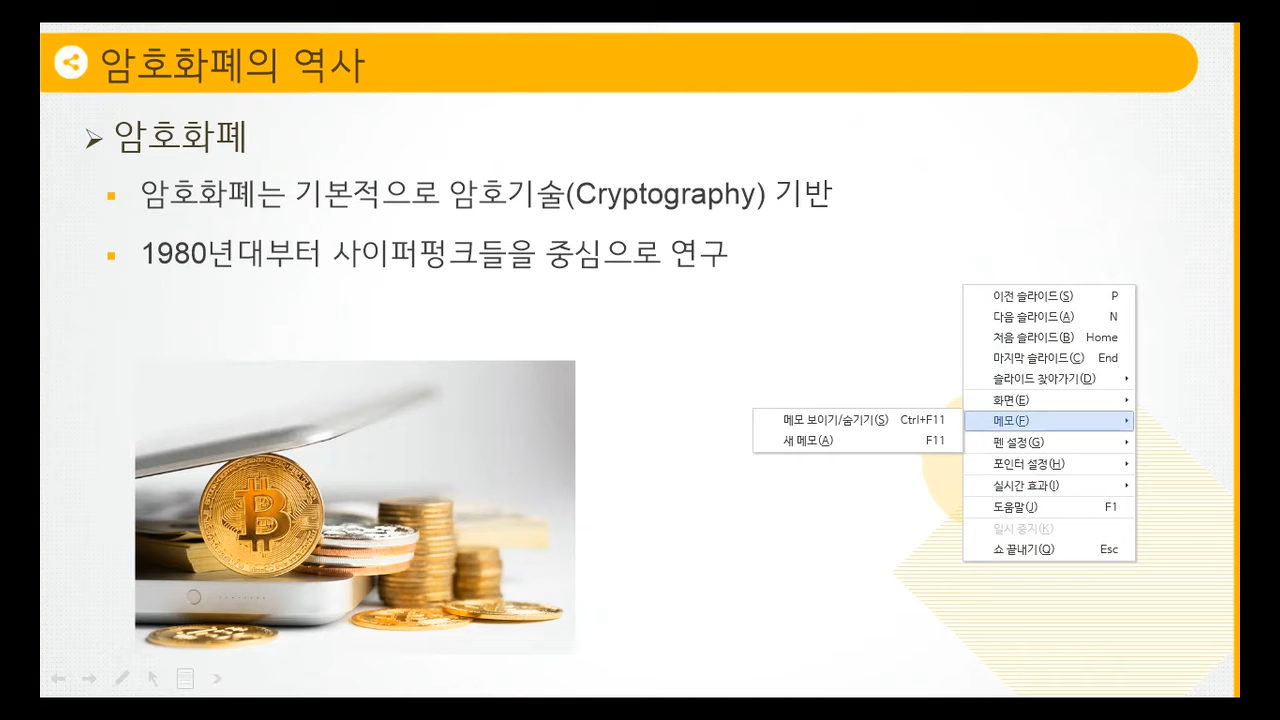 암호화폐의 역사
암호화폐
암호화폐는 기본적으로 암호기술(Cryptography) 기반
1980년대부터 사이퍼펑크들을 중심으로 연구
이전 슬라이드(S) P
다음 슬라이드(A) N
처음 슬라이드(B) Home
마지막 슬라이드(C) End
슬라이드 찾아가기(D)
화면(E)
메모(F)
메모 보이기/숨기기(S) Ctrl+F11
새 메모(A) F11
펜 설정(G)
포인터 설정(H)
실시간 효과(I)
도움말(J) F1
일시 중지(K)
쇼 끝내기(Q) Esc